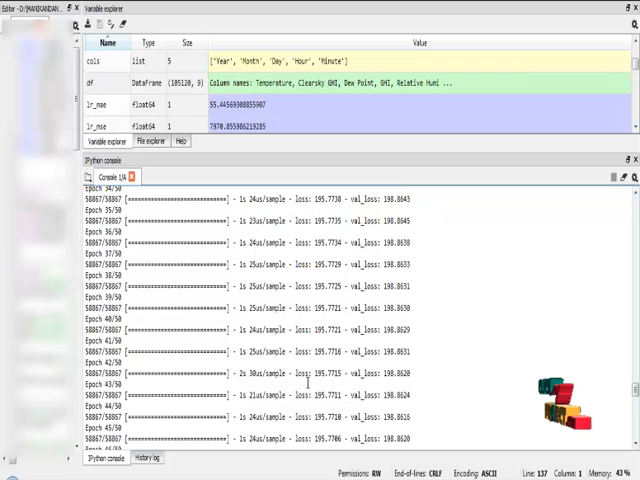 Editor - D:\MANIKANDAN...
Variable explorer
Name Type Size Value
cols list 5 ['Year', 'Month', 'Day', 'Hour', 'Minute']
df DataFrame (105120, 9) Column names: Temperature, Clearsky GHI, Dew Point, GHI, Relative Humi ...
lr_mae float64 1 55.44569308855907
lr_mse float64 1 7970.855986219285
Variable explorer File explorer Help
IPython console
Console 1/A
Epoch 34/50
58867/58867 [==============================] - 1s 24us/sample - loss: 195.7738 - val_loss: 198.8643
Epoch 35/50
58867/58867 [==============================] - 1s 23us/sample - loss: 195.7735 - val_loss: 198.8645
Epoch 36/50
58867/58867 [==============================] - 1s 24us/sample - loss: 195.7734 - val_loss: 198.8638
Epoch 37/50
58867/58867 [==============================] - 1s 25us/sample - loss: 195.7729 - val_loss: 198.8633
Epoch 38/50
58867/58867 [==============================] - 1s 25us/sample - loss: 195.7725 - val_loss: 198.8631
Epoch 39/50
58867/58867 [==============================] - 1s 25us/sample - loss: 195.7721 - val_loss: 198.8630
Epoch 40/50
58867/58867 [==============================] - 1s 24us/sample - loss: 195.7721 - val_loss: 198.8629
Epoch 41/50
58867/58867 [==============================] - 1s 25us/sample - loss: 195.7716 - val_loss: 198.8631
Epoch 42/50
58867/58867 [==============================] - 2s 30us/sample - loss: 195.7715 - val_loss: 198.8620
Epoch 43/50
58867/58867 [==============================] - 1s 21us/sample - loss: 195.7711 - val_loss: 198.8624
Epoch 44/50
58867/58867 [==============================] - 1s 24us/sample - loss: 195.7710 - val_loss: 198.8616
Epoch 45/50
58867/58867 [==============================] - 1s 24us/sample - loss: 195.7706 - val_loss: 198.8620
IPython console History log
Permissions: RW End-of-lines: CRLF Encoding: ASCII Line: 137 Column: 1 Memory: 43 %